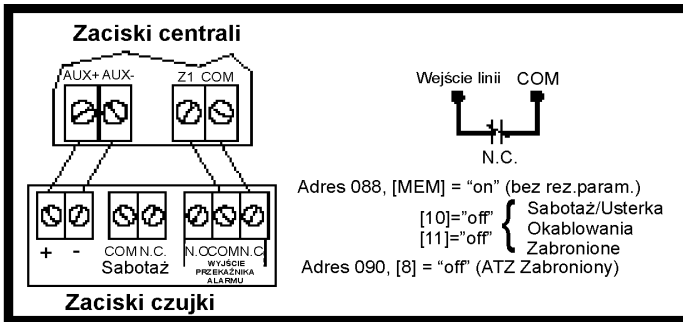 Zaciski centrali
AUX+ AUX- Z1 COM
Wejście linii COM
N.C.
+ - COM N.C. N.O COM N.C
Sabotaż
WYJŚCIE
PRZEKAŹNIKA
ALARMU
Zaciski czujki
Adres 088, [MEM] = “on” (bez rez.param.)
[10]=”off”
[11]=”off”
{
Sabotaż/Usterka
Okablowania
Zabronione
Adres 090, [8] = “off” (ATZ Zabroniony)